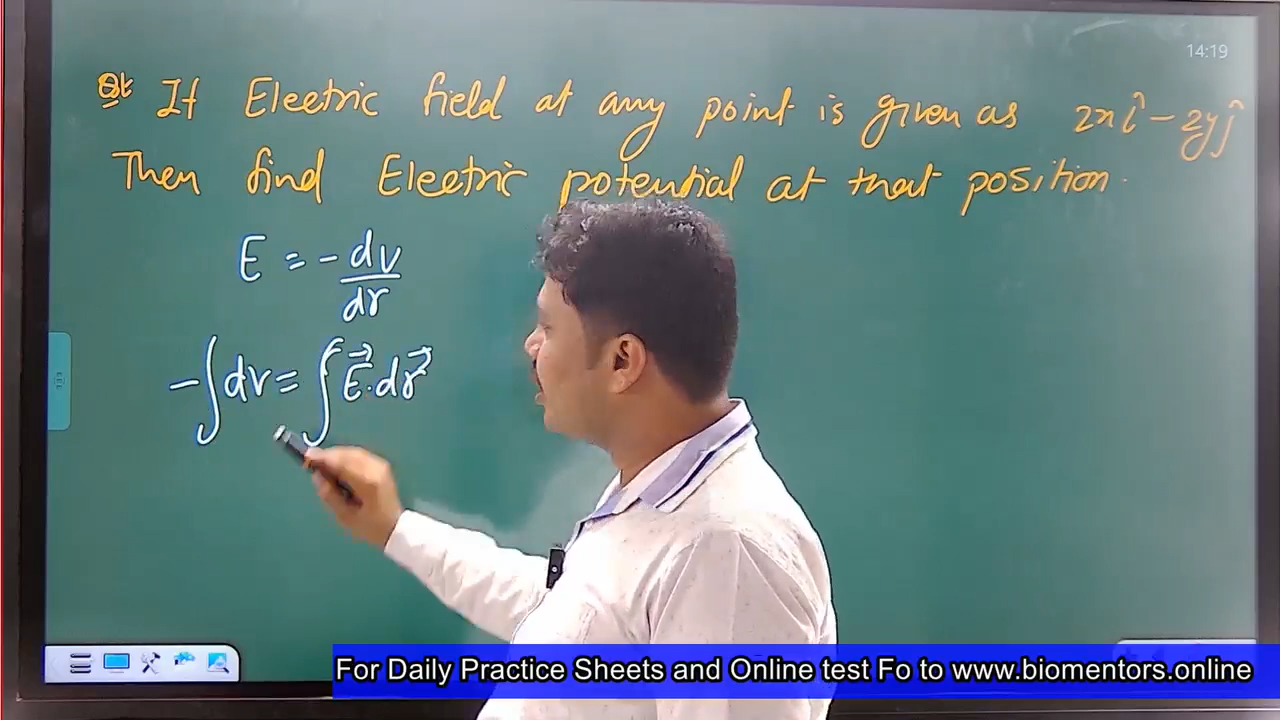 14:19
Qst If Electric field at any point is given as 2xî - 2yĵ
Then find Electric potential at that position.
E = - dv/dr
-∫dv = ∫E⃗.dr⃗
For Daily Practice Sheets and Online test Fo to www.biomentors.online